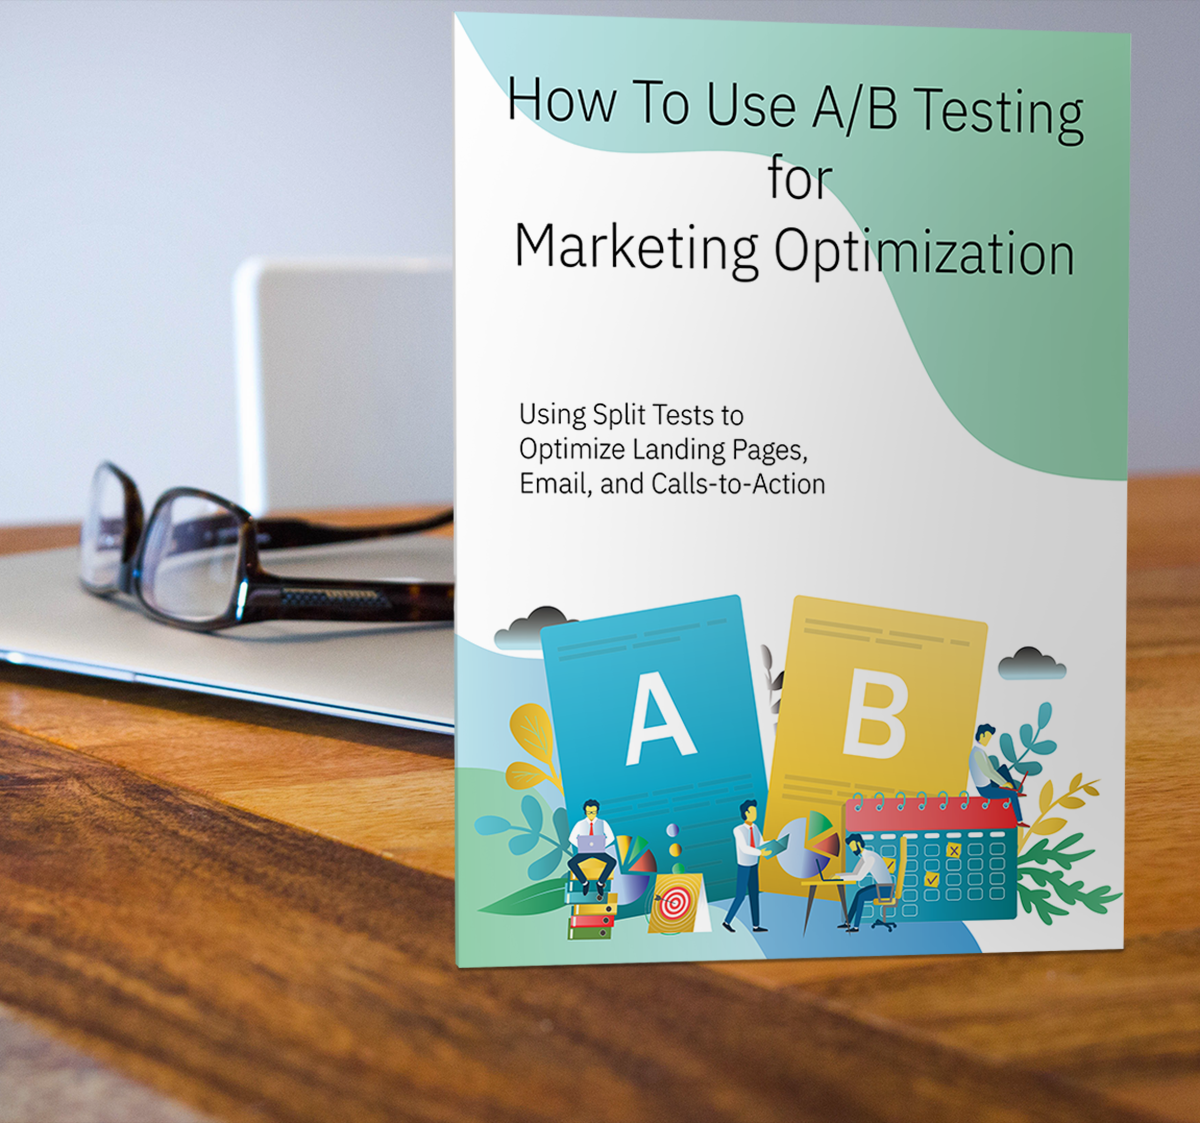 How To Use A/B Testing
for
Marketing Optimization
Using Split Tests to
Optimize Landing Pages,
Email, and Calls-to-Action
A
B